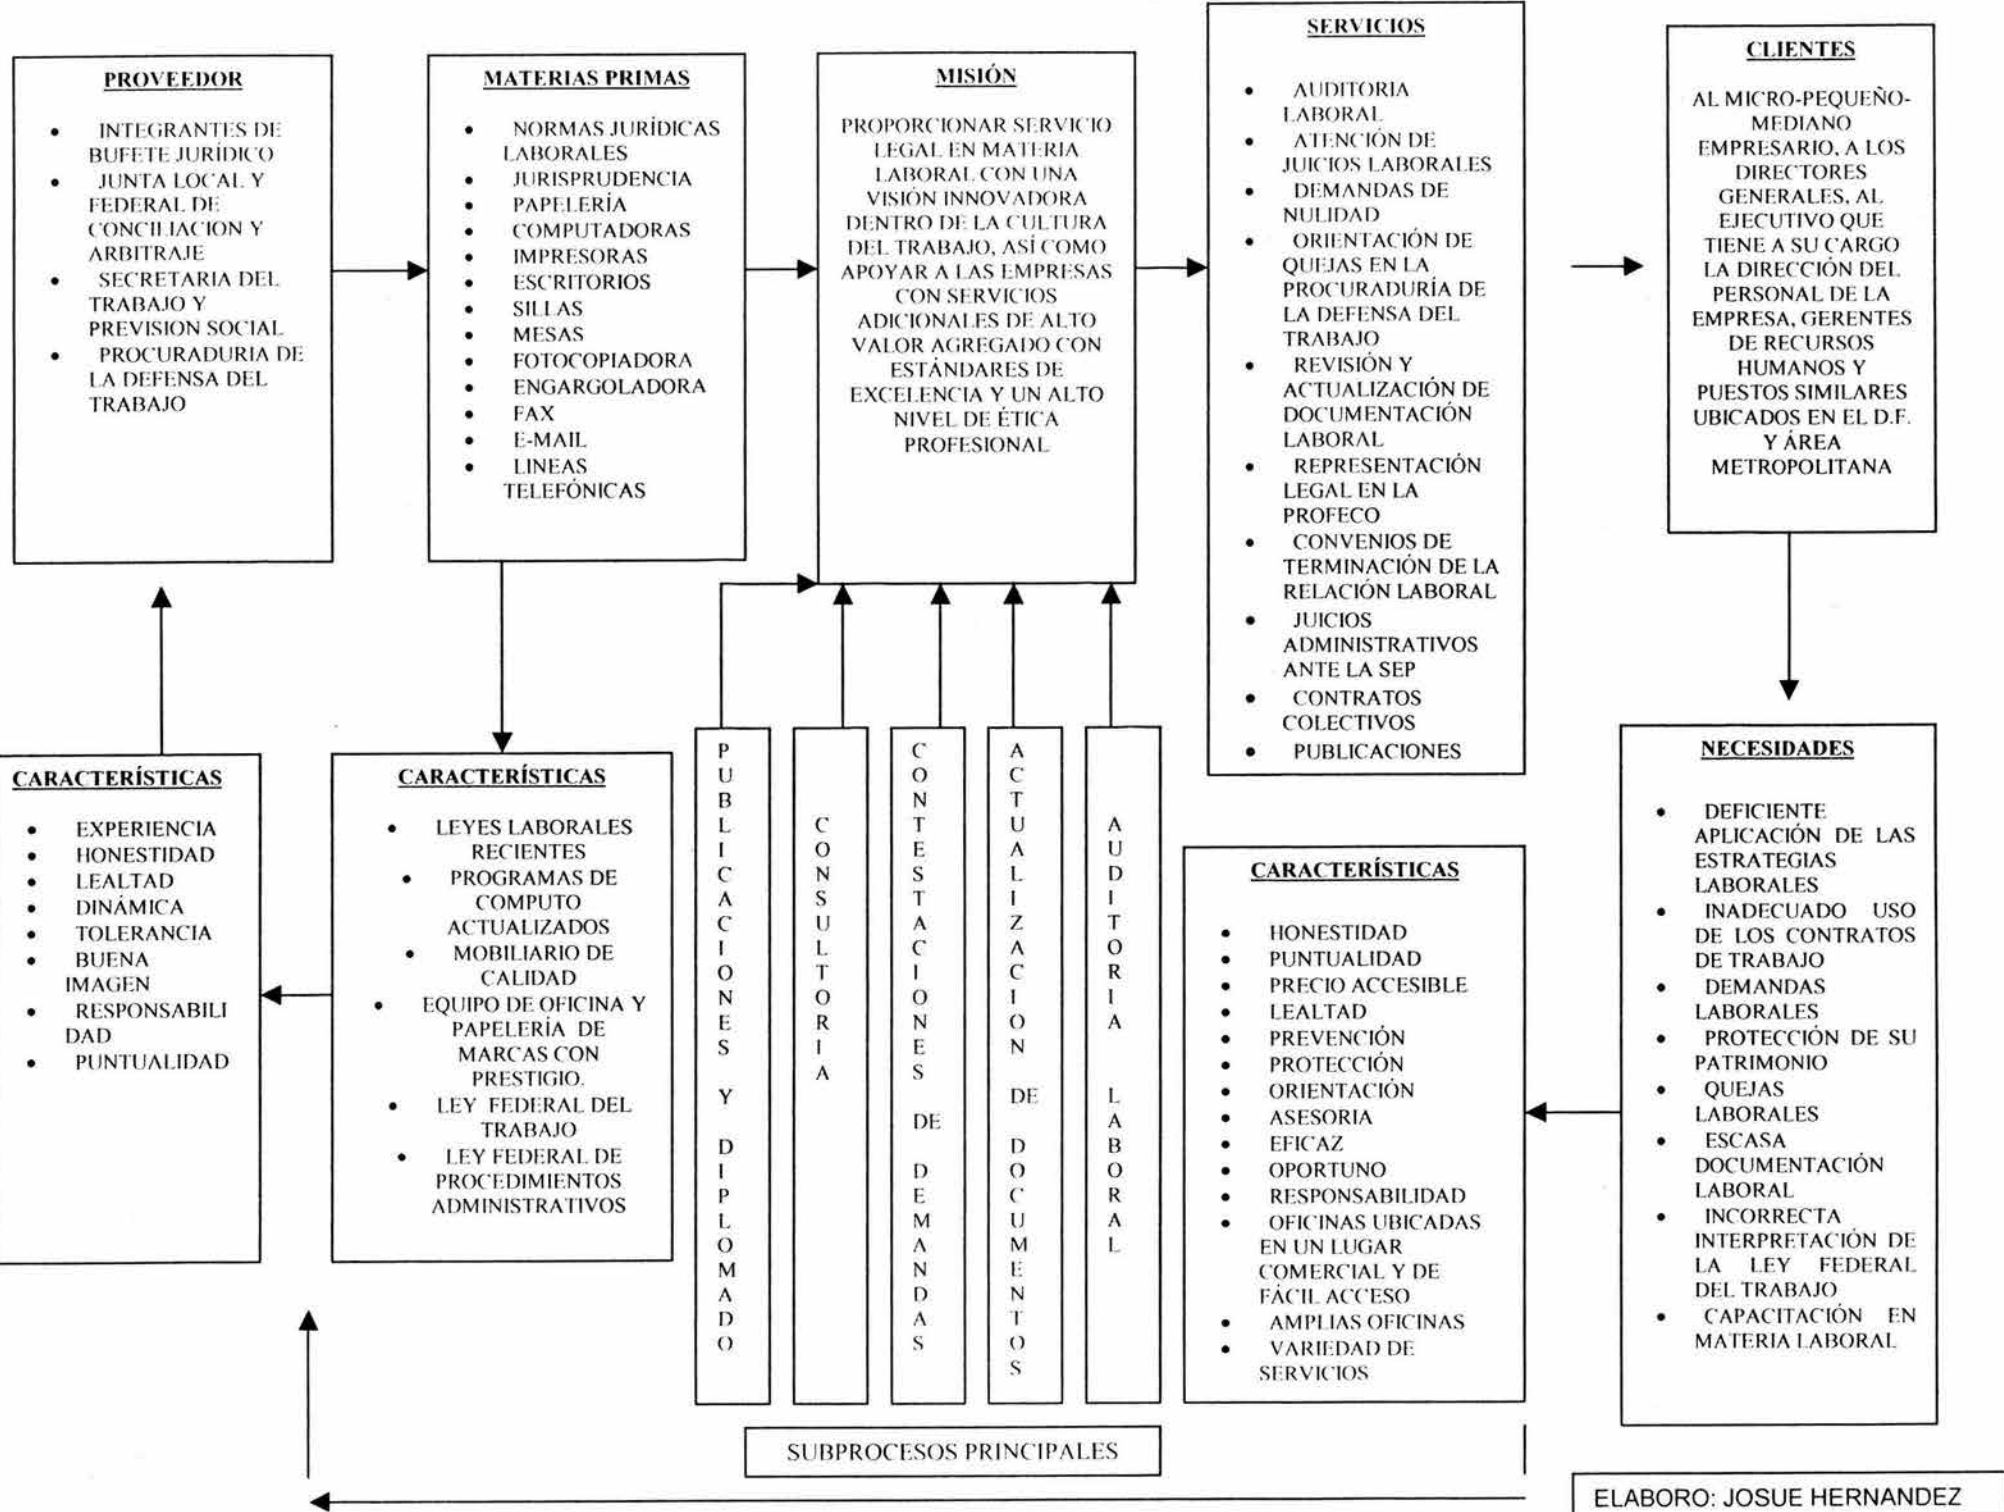 PROVEEDOR
• INTEGRANTES DE
BUFETE JURÍDICO
• JUNTA LOCAL Y
FEDERAL DE
CONCILIACION Y
ARBITRAJE
• SECRETARIA DEL
TRABAJO Y
PREVISION SOCIAL
• PROCURADURIA DE
LA DEFENSA DEL
TRABAJO
MATERIAS PRIMAS
• NORMAS JURÍDICAS
LABORALES
• JURISPRUDENCIA
• PAPELERÍA
• COMPUTADORAS
• IMPRESORAS
• ESCRITORIOS
• SILLAS
• MESAS
• FOTOCOPIADORA
• ENGARGOLADORA
• FAX
• E-MAIL
• LINEAS
TELEFÓNICAS
MISIÓN
PROPORCIONAR SERVICIO
LEGAL EN MATERIA
LABORAL CON UNA
VISIÓN INNOVADORA
DENTRO DE LA CULTURA
DEL TRABAJO, ASÍ COMO
APOYAR A LAS EMPRESAS
CON SERVICIOS
ADICIONALES DE ALTO
VALOR AGREGADO CON
ESTÁNDARES DE
EXCELENCIA Y UN ALTO
NIVEL DE ÉTICA
PROFESIONAL
SERVICIOS
• AUDITORIA
LABORAL
• ATENCIÓN DE
JUICIOS LABORALES
• DEMANDAS DE
NULIDAD
• ORIENTACIÓN DE
QUEJAS EN LA
PROCURADURÍA DE
LA DEFENSA DEL
TRABAJO
• REVISIÓN Y
ACTUALIZACIÓN DE
DOCUMENTACIÓN
LABORAL
• REPRESENTACIÓN
LEGAL EN LA
PROFECO
• CONVENIOS DE
TERMINACIÓN DE LA
RELACIÓN LABORAL
• JUICIOS
ADMINISTRATIVOS
ANTE LA SEP
• CONTRATOS
COLECTIVOS
• PUBLICACIONES
CLIENTES
AL MICRO-PEQUEÑO-
MEDIANO
EMPRESARIO, A LOS
DIRECTORES
GENERALES, AL
EJECUTIVO QUE
TIENE A SU CARGO
LA DIRECCIÓN DEL
PERSONAL DE LA
EMPRESA, GERENTES
DE RECURSOS
HUMANOS Y
PUESTOS SIMILARES
UBICADOS EN EL D.F.
Y ÁREA
METROPOLITANA
CARACTERÍSTICAS
• EXPERIENCIA
• HONESTIDAD
• LEALTAD
• DINÁMICA
• TOLERANCIA
• BUENA
IMAGEN
• RESPONSABILI
DAD
• PUNTUALIDAD
CARACTERÍSTICAS
• LEYES LABORALES
RECIENTES
• PROGRAMAS DE
COMPUTO
ACTUALIZADOS
• MOBILIARIO DE
CALIDAD
• EQUIPO DE OFICINA Y
PAPELERÍA DE
MARCAS CON
PRESTIGIO.
• LEY FEDERAL DEL
TRABAJO
• LEY FEDERAL DE
PROCEDIMIENTOS
ADMINISTRATIVOS
PUBLICACIONES Y DIPLOMADO
CONSULTORIA
CONTESTACIONES DE DEMANDAS
ACTUALIZACION DE DOCUMENTOS
AUDITORIA LABORAL
SUBPROCESOS PRINCIPALES
CARACTERÍSTICAS
• HONESTIDAD
• PUNTUALIDAD
• PRECIO ACCESIBLE
• LEALTAD
• PREVENCIÓN
• PROTECCIÓN
• ORIENTACIÓN
• ASESORIA
• EFICAZ
• OPORTUNO
• RESPONSABILIDAD
• OFICINAS UBICADAS
EN UN LUGAR
COMERCIAL Y DE
FÁCIL ACCESO
• AMPLIAS OFICINAS
• VARIEDAD DE
SERVICIOS
NECESIDADES
• DEFICIENTE
APLICACIÓN DE LAS
ESTRATEGIAS
LABORALES
• INADECUADO USO
DE LOS CONTRATOS
DE TRABAJO
• DEMANDAS
LABORALES
• PROTECCIÓN DE SU
PATRIMONIO
• QUEJAS
LABORALES
• ESCASA
DOCUMENTACIÓN
LABORAL
• INCORRECTA
INTERPRETACIÓN DE
LA LEY FEDERAL
DEL TRABAJO
• CAPACITACIÓN EN
MATERIA LABORAL
ELABORO: JOSUE HERNANDEZ